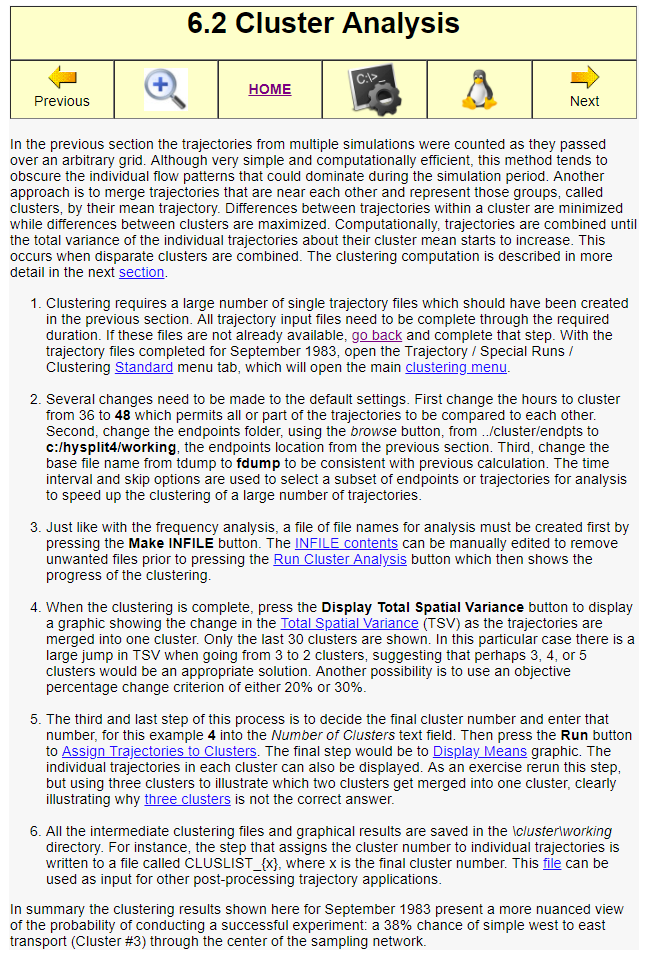 6.2 Cluster Analysis
Previous
HOME
C:\>_
Next
In the previous section the trajectories from multiple simulations were counted as they passed
over an arbitrary grid. Although very simple and computationally efficient, this method tends to
obscure the individual flow patterns that could dominate during the simulation period. Another
approach is to merge trajectories that are near each other and represent those groups, called
clusters, by their mean trajectory. Differences between trajectories within a cluster are minimized
while differences between clusters are maximized. Computationally, trajectories are combined until
the total variance of the individual trajectories about their cluster mean starts to increase. This
occurs when disparate clusters are combined. The clustering computation is described in more
detail in the next section.
1. Clustering requires a large number of single trajectory files which should have been created
in the previous section. All trajectory input files need to be complete through the required
duration. If these files are not already available, go back and complete that step. With the
trajectory files completed for September 1983, open the Trajectory / Special Runs /
Clustering Standard menu tab, which will open the main clustering menu.
2. Several changes need to be made to the default settings. First change the hours to cluster
from 36 to 48 which permits all or part of the trajectories to be compared to each other.
Second, change the endpoints folder, using the browse button, from ../cluster/endpts to
c:/hysplit4/working, the endpoints location from the previous section. Third, change the
base file name from tdump to fdump to be consistent with previous calculation. The time
interval and skip options are used to select a subset of endpoints or trajectories for analysis
to speed up the clustering of a large number of trajectories.
3. Just like with the frequency analysis, a file of file names for analysis must be created first by
pressing the Make INFILE button. The INFILE contents can be manually edited to remove
unwanted files prior to pressing the Run Cluster Analysis button which then shows the
progress of the clustering.
4. When the clustering is complete, press the Display Total Spatial Variance button to display
a graphic showing the change in the Total Spatial Variance (TSV) as the trajectories are
merged into one cluster. Only the last 30 clusters are shown. In this particular case there is a
large jump in TSV when going from 3 to 2 clusters, suggesting that perhaps 3, 4, or 5
clusters would be an appropriate solution. Another possibility is to use an objective
percentage change criterion of either 20% or 30%.
5. The third and last step of this process is to decide the final cluster number and enter that
number, for this example 4 into the Number of Clusters text field. Then press the Run button
to Assign Trajectories to Clusters. The final step would be to Display Means graphic. The
individual trajectories in each cluster can also be displayed. As an exercise rerun this step,
but using three clusters to illustrate which two clusters get merged into one cluster, clearly
illustrating why three clusters is not the correct answer.
6. All the intermediate clustering files and graphical results are saved in the \cluster\working
directory. For instance, the step that assigns the cluster number to individual trajectories is
written to a file called CLUSLIST_{x}, where x is the final cluster number. This file can be
used as input for other post-processing trajectory applications.
In summary the clustering results shown here for September 1983 present a more nuanced view
of the probability of conducting a successful experiment: a 38% chance of simple west to east
transport (Cluster #3) through the center of the sampling network.